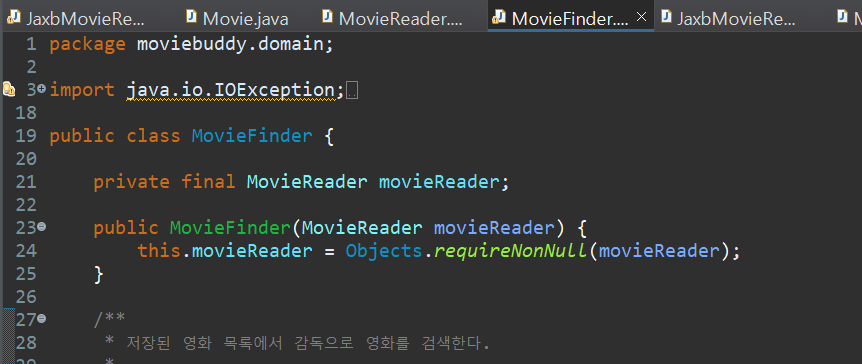 JaxbMovieRe... Movie.java MovieReader.... MovieFinder.... JaxbMovieRe...
1 package moviebuddy.domain;
2
3 import java.io.IOException;
18
19 public class MovieFinder {
20
21 private final MovieReader movieReader;
22
23 public MovieFinder(MovieReader movieReader) {
24 this.movieReader = Objects.requireNonNull(movieReader);
25 }
26
27 /**
28 * 저장된 영화 목록에서 감독으로 영화를 검색한다.
29 *